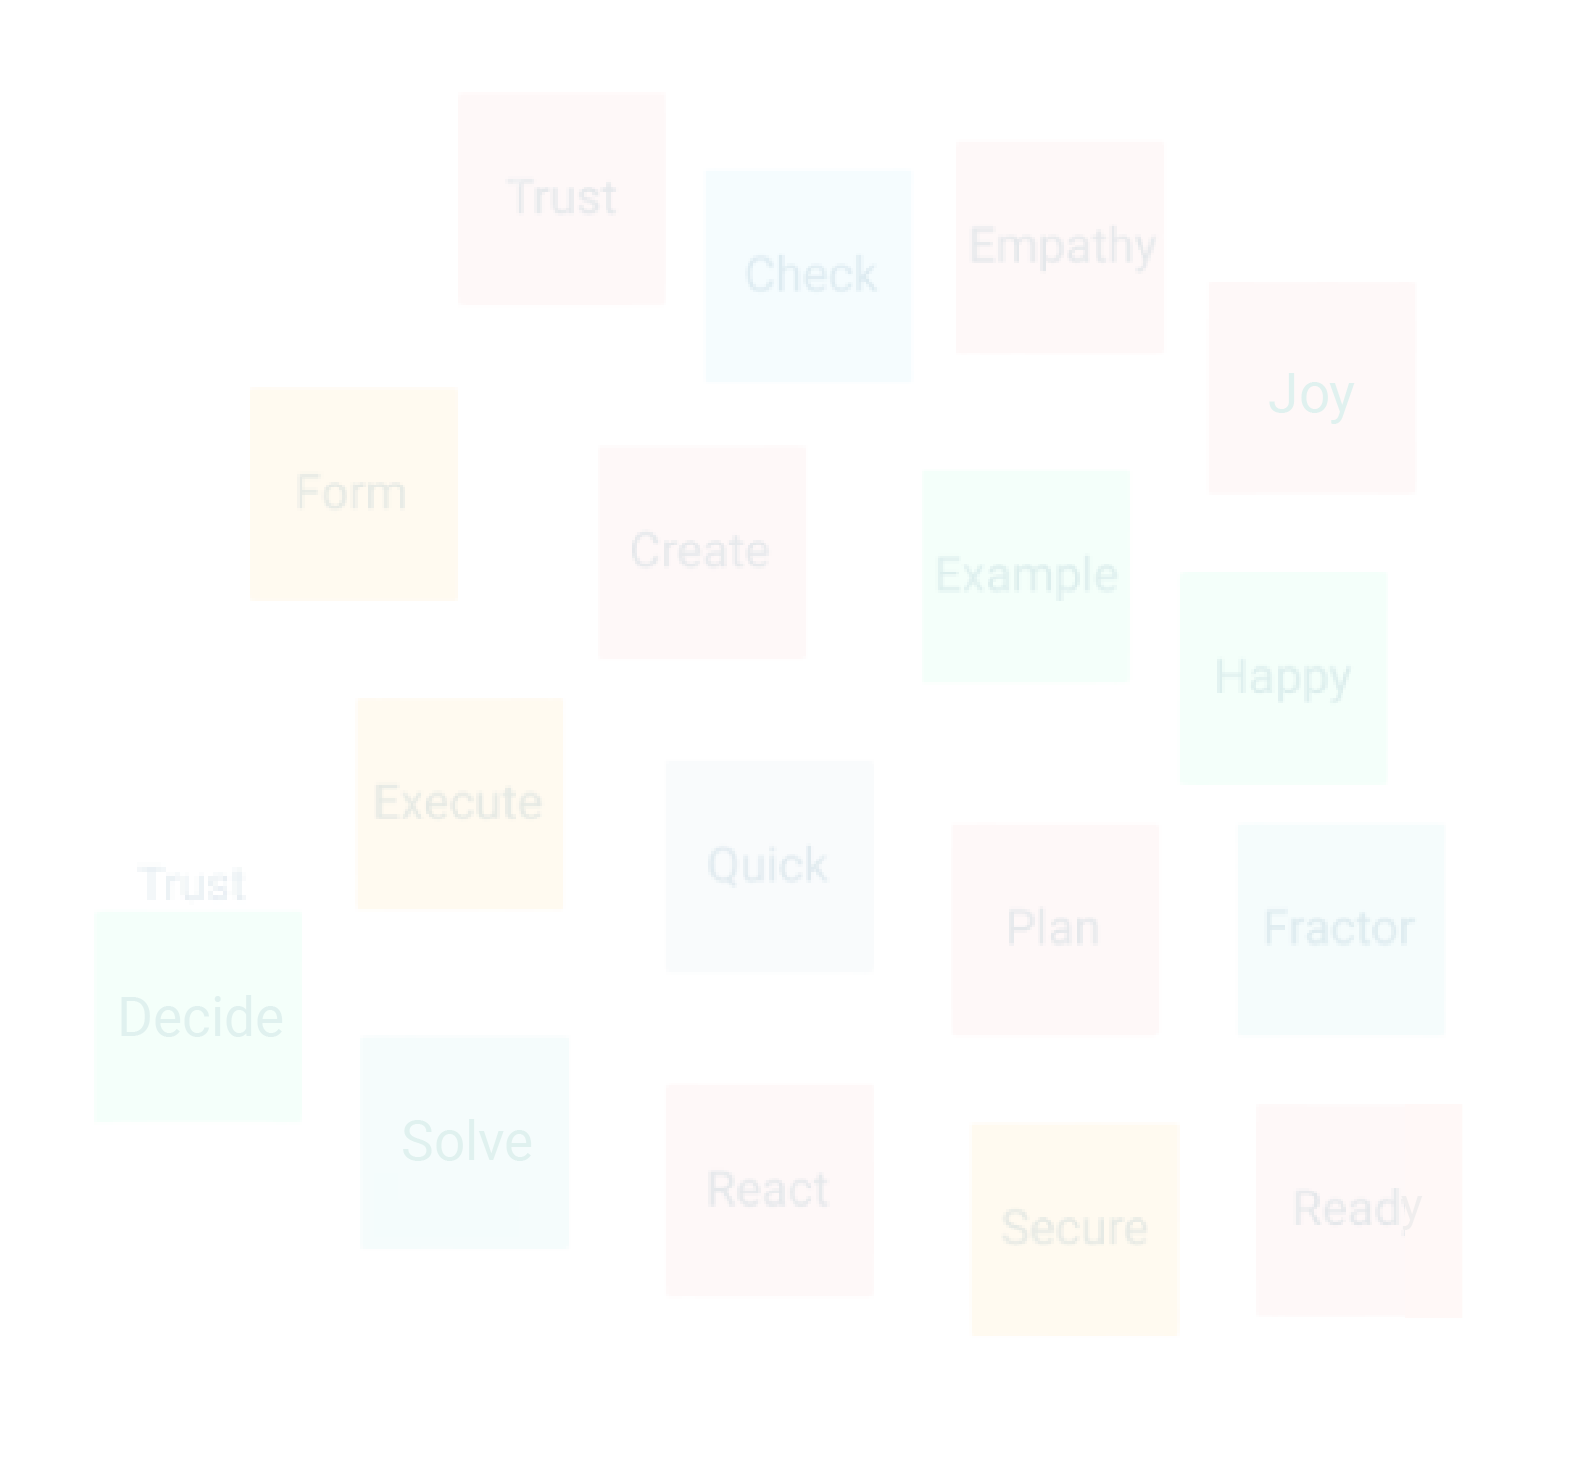 Trust
Check
Empathy
Joy
Form
Create
Example
Happy
Execute
Quick
Plan
Fractor
Trust
Decide
Solve
React
Secure
Ready